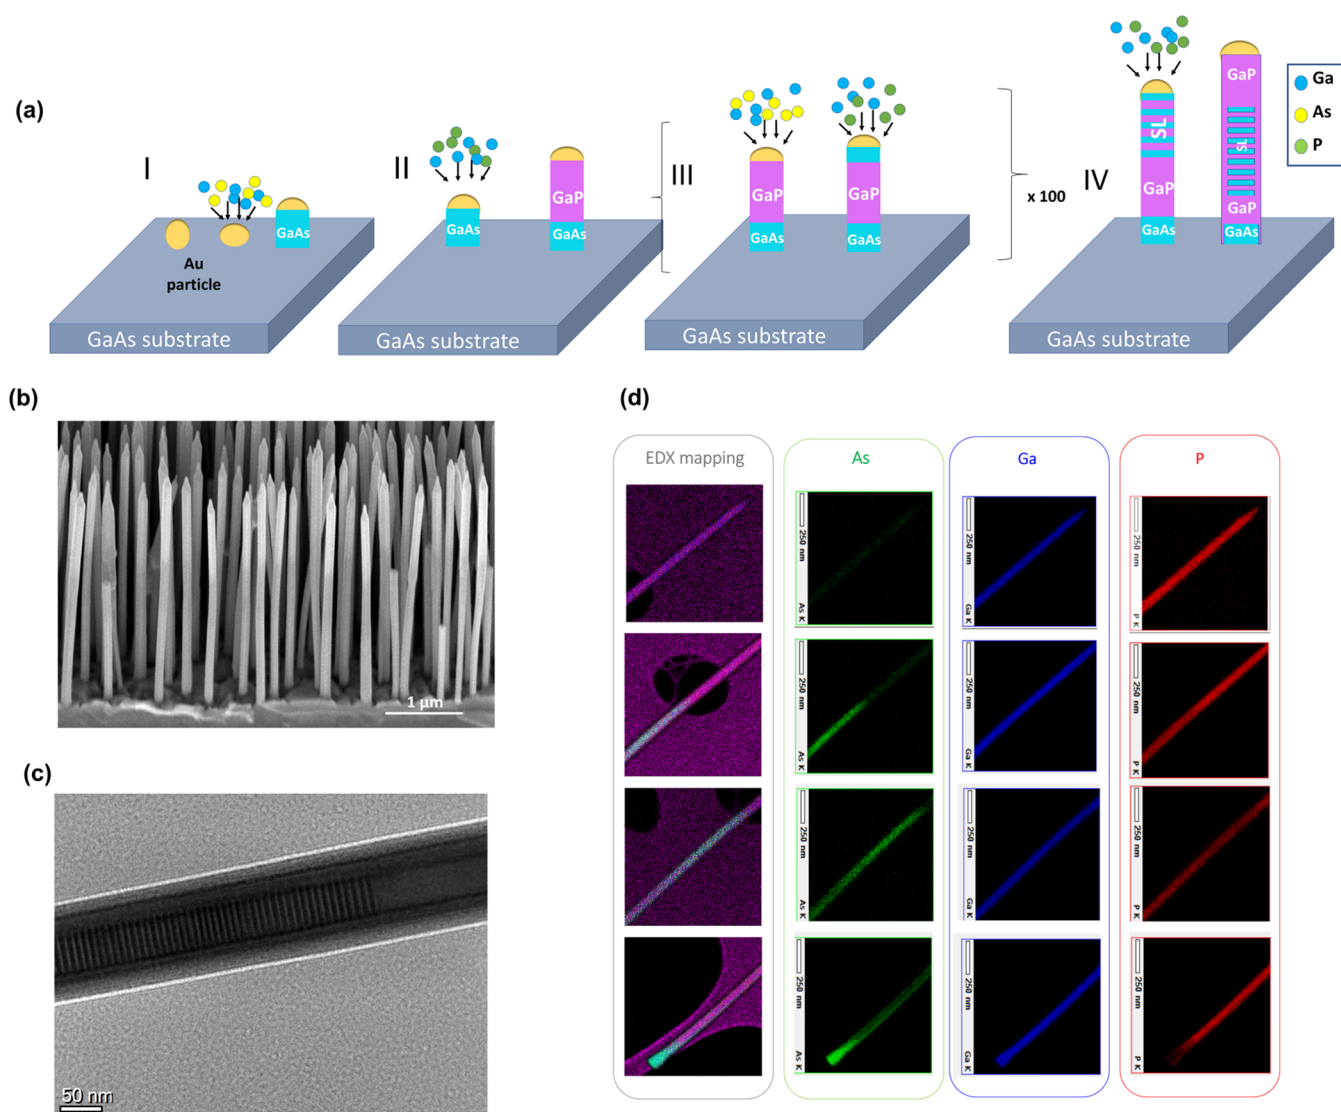 (a)
I
Au
particle
GaAs
GaAs substrate
II
GaAs
GaP
GaAs
GaAs substrate
III
GaP
GaAs
GaP
GaAs
GaAs substrate
x 100
IV
SL
GaP
GaAs
GaP
SL
GaP
GaAs
GaAs substrate
Ga
As
P
(b)
1 μm
(c)
50 nm
(d)
EDX mapping
As
Ga
P
250 nm
As K
250 nm
Ga K
250 nm
P K
250 nm
As K
250 nm
Ga K
250 nm
P K
250 nm
As K
250 nm
Ga K
250 nm
P K
250 nm
As K
250 nm
Ga K
250 nm
P K